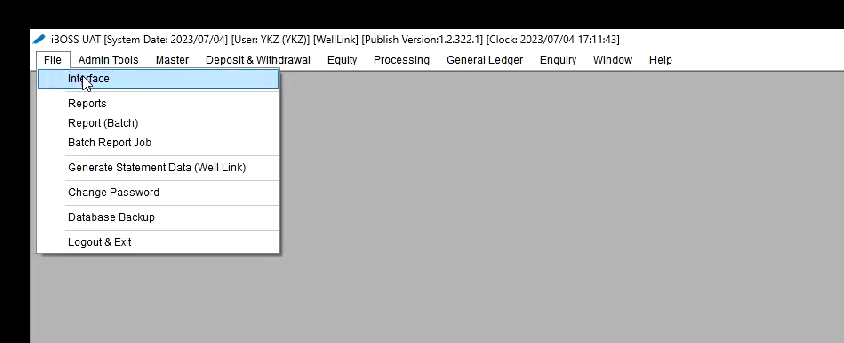 iBOSS UAT [System Date: 2023/07/04] [User: YKZ (YKZ)] [Well Link] [Publish Version:1.2.322.1] [Clock: 2023/07/04 17:11:43]
File Admin Tools Master Deposit & Withdrawal Equity Processing General Ledger Enquiry Window Help
Interface
Reports
Report (Batch)
Batch Report Job
Generate Statement Data (Well Link)
Change Password
Database Backup
Logout & Exit